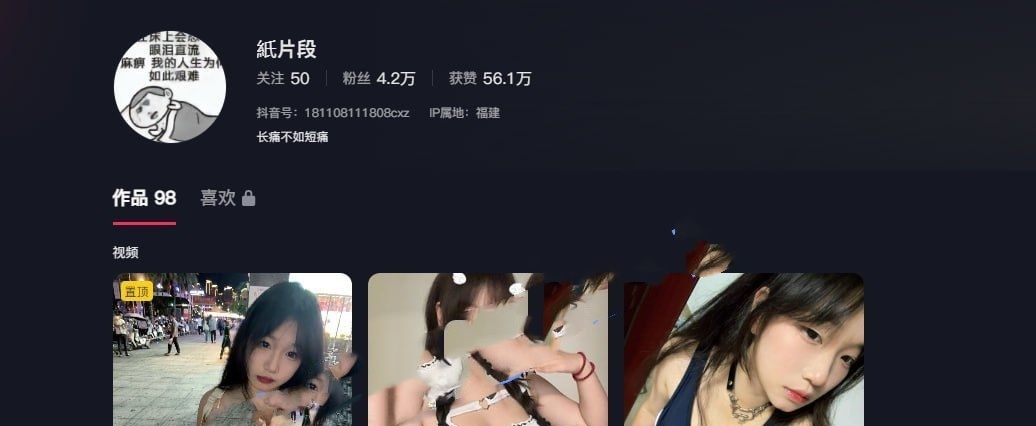 在床上会忍
眼泪直流
麻痹 我的人生为何
如此艰难
紙片段
关注 50 粉丝 4.2万 获赞 56.1万
抖音号：181108111808cxz IP属地：福建
长痛不如短痛
作品 98 喜欢
视频
置顶